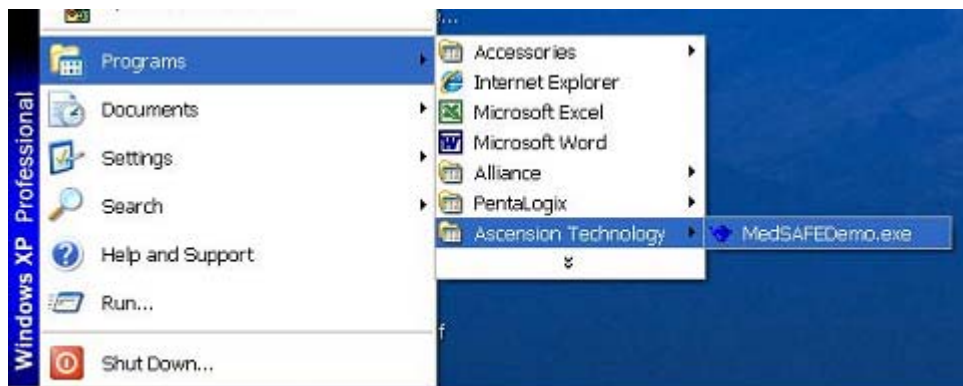 Windows XP Professional
Programs
Documents
Settings
Search
Help and Support
Run...
Shut Down...
Accessories
Internet Explorer
Microsoft Excel
Microsoft Word
Alliance
PentaLogix
Ascension Technology
MedSAFEDemo.exe